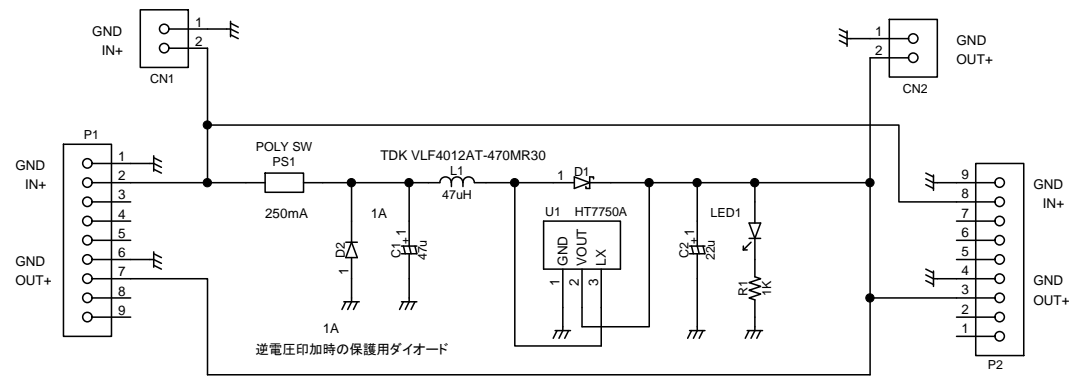 GND
IN+
1
2
CN1
1
2
GND
OUT+
CN2
P1
GND
IN+
GND
OUT+
1
2
3
4
5
6
7
8
9
POLY SW
PS1
250mA
TDK VLF4012AT-470MR30
L1
47uH
1A
D2
1
1A
逆電圧印加時の保護用ダイオード
C1
+
1
47u
1
D1
U1
HT7750A
GND
VOUT
LX
1
2
3
C2
+
1
22u
LED1
R1
1K
9
8
7
6
5
4
3
2
1
GND
IN+
GND
OUT+
P2